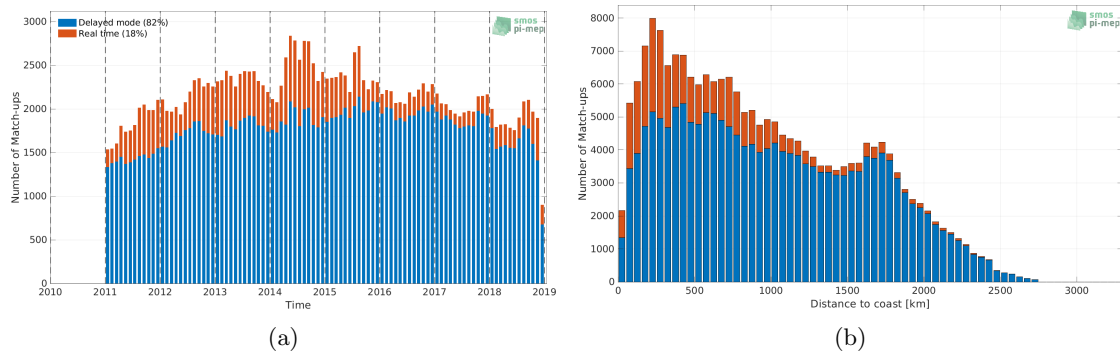 Delayed mode (82%)
Real time (18%)
smos
pi-mep
Number of Match-ups
3000
2500
2000
1500
1000
500
0
2010 2011 2012 2013 2014 2015 2016 2017 2018 2019
Time
(a)
smos
pi-mep
Number of Match-ups
8000
7000
6000
5000
4000
3000
2000
1000
0
0 500 1000 1500 2000 2500 3000
Distance to coast [km]
(b)